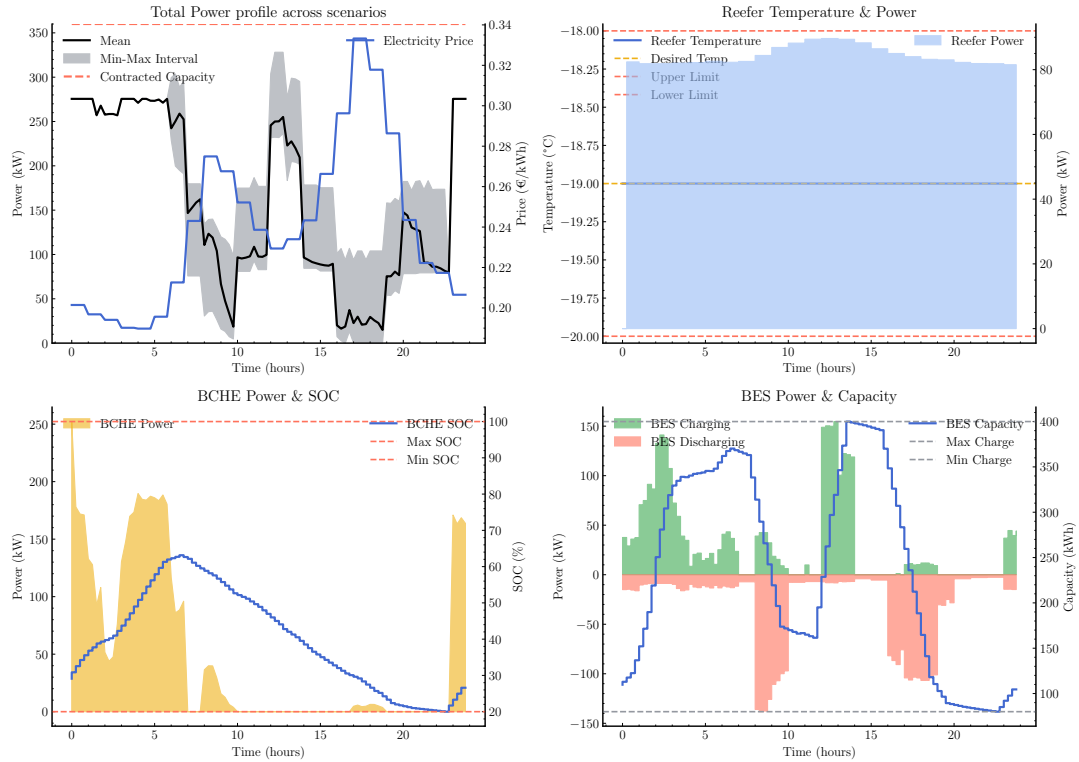 Total Power profile across scenarios
Mean
Min-Max Interval
Contracted Capacity
Electricity Price
0
50
100
150
200
250
300
350
0.20
0.22
0.24
0.26
0.28
0.30
0.32
0.34
0
5
10
15
20
Power (kW)
Price (€/kWh)
Time (hours)
Reefer Temperature & Power
Reefer Temperature
Desired Temp
Upper Limit
Lower Limit
Reefer Power
−18.00
−18.25
−18.50
−18.75
−19.00
−19.25
−19.50
−19.75
−20.00
0
20
40
60
80
0
5
10
15
20
Temperature (°C)
Power (kW)
Time (hours)
BCHE Power & SOC
BCHE Power
BCHE SOC
Max SOC
Min SOC
0
50
100
150
200
250
20
30
40
50
60
70
80
90
100
0
5
10
15
20
Power (kW)
SOC (%)
Time (hours)
BES Power & Capacity
BES Charging
BES Discharging
BES Capacity
Max Charge
Min Charge
150
100
50
0
−50
−100
−150
100
150
200
250
300
350
400
0
5
10
15
20
Power (kW)
Capacity (kWh)
Time (hours)